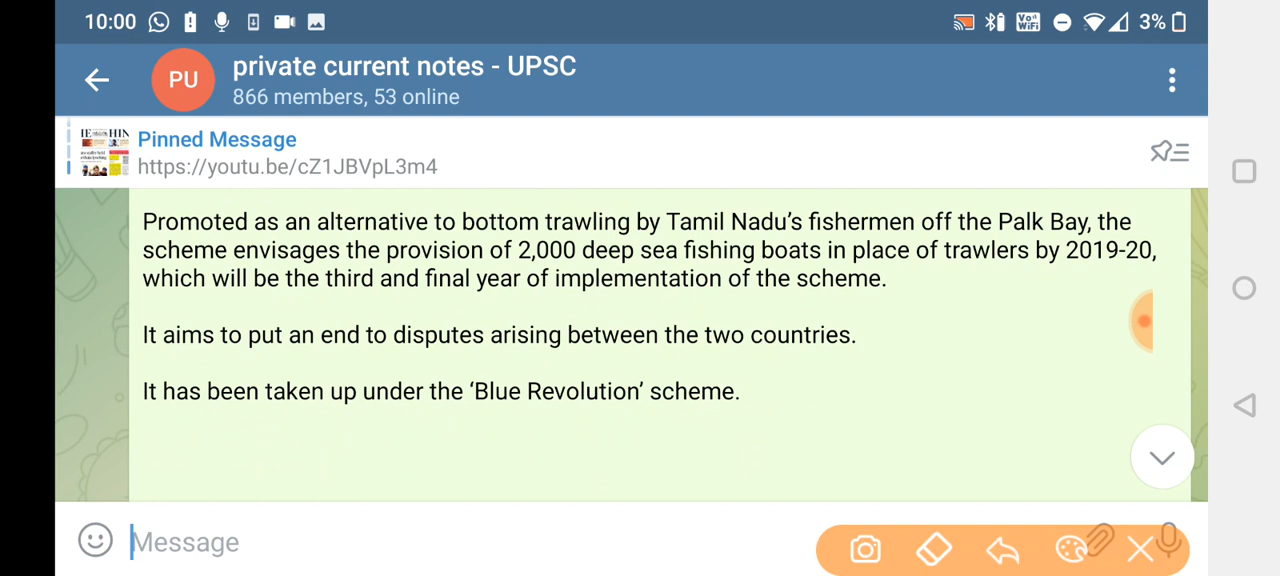 10:00
Vo))
WiFi
3%
PU
private current notes - UPSC
866 members, 53 online
Pinned Message
https://youtu.be/cZ1JBVpL3m4
Promoted as an alternative to bottom trawling by Tamil Nadu’s fishermen off the Palk Bay, the
scheme envisages the provision of 2,000 deep sea fishing boats in place of trawlers by 2019-20,
which will be the third and final year of implementation of the scheme.
It aims to put an end to disputes arising between the two countries.
It has been taken up under the ‘Blue Revolution’ scheme.
Message